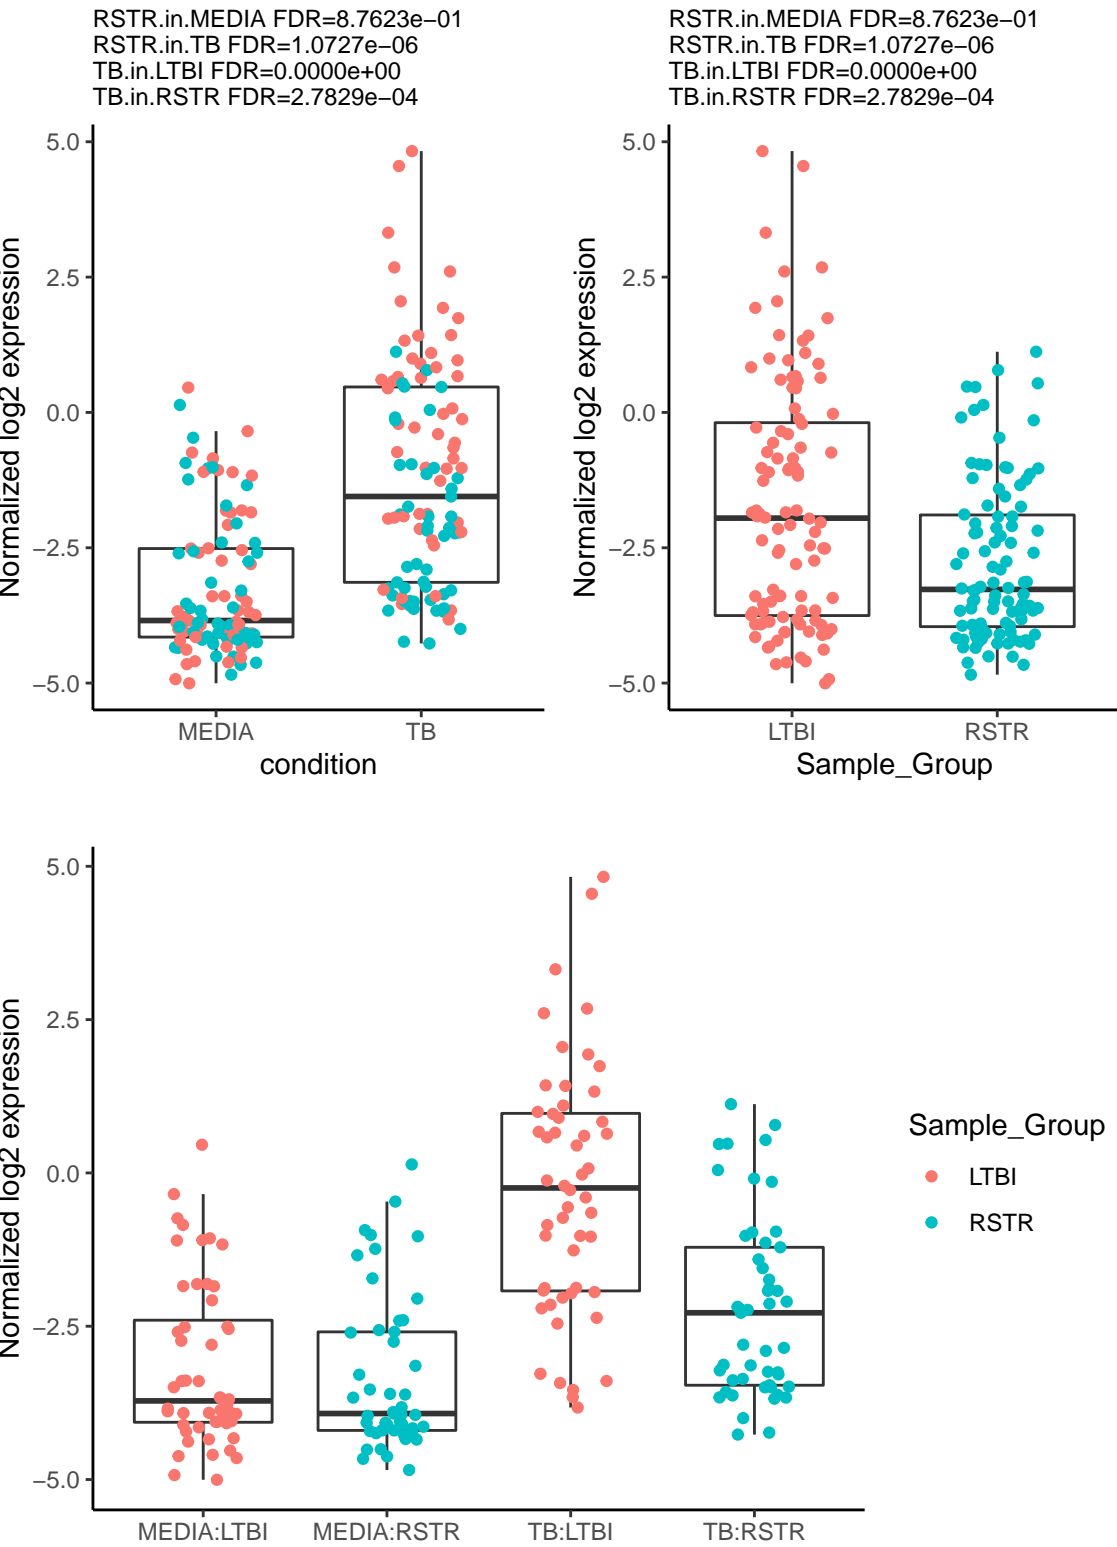 RSTR.in.MEDIA FDR=8.7623e−01
RSTR.in.TB FDR=1.0727e−06
TB.in.LTBI FDR=0.0000e+00
TB.in.RSTR FDR=2.7829e−04
Normalized log2 expression
5.0
2.5
0.0
−2.5
−5.0
MEDIA TB
condition
RSTR.in.MEDIA FDR=8.7623e−01
RSTR.in.TB FDR=1.0727e−06
TB.in.LTBI FDR=0.0000e+00
TB.in.RSTR FDR=2.7829e−04
Normalized log2 expression
5.0
2.5
0.0
−2.5
−5.0
LTBI RSTR
Sample_Group
Normalized log2 expression
5.0
2.5
0.0
−2.5
−5.0
MEDIA:LTBI MEDIA:RSTR TB:LTBI TB:RSTR
Sample_Group
LTBI
RSTR